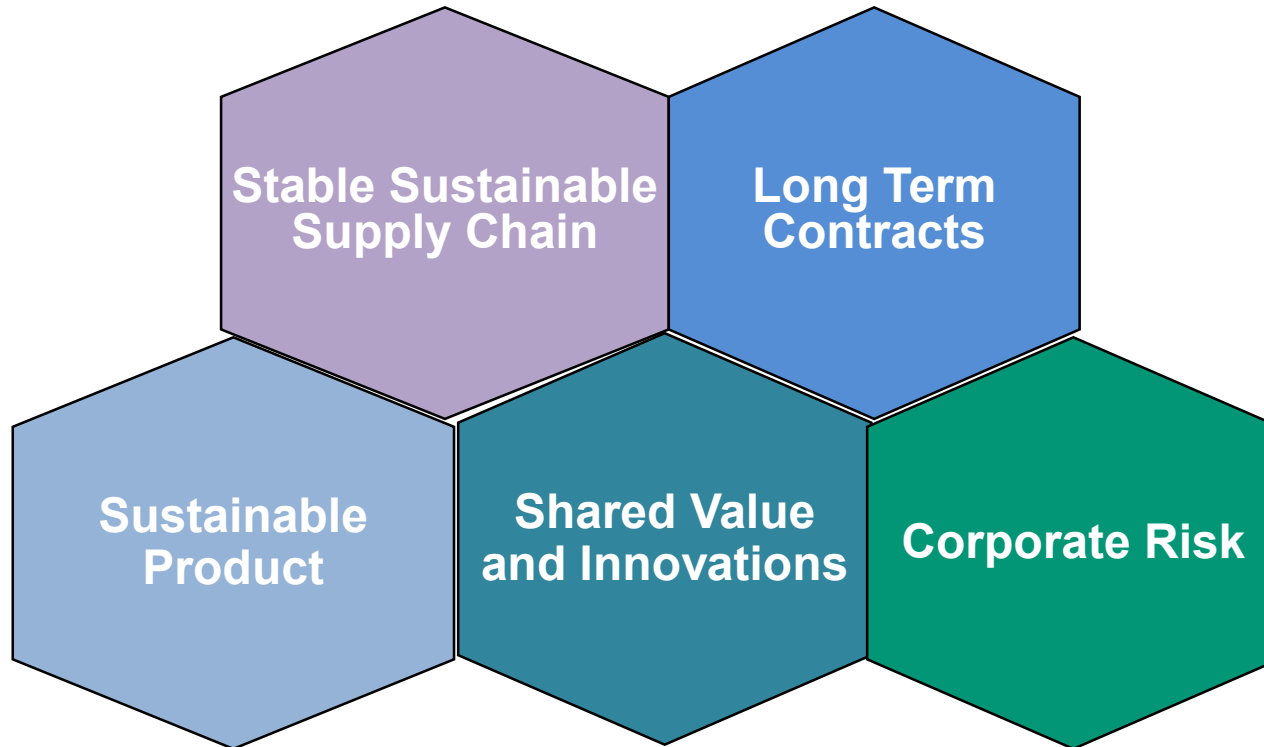 Stable Sustainable
Supply Chain
Long Term
Contracts
Sustainable
Product
Shared Value
and Innovations
Corporate Risk